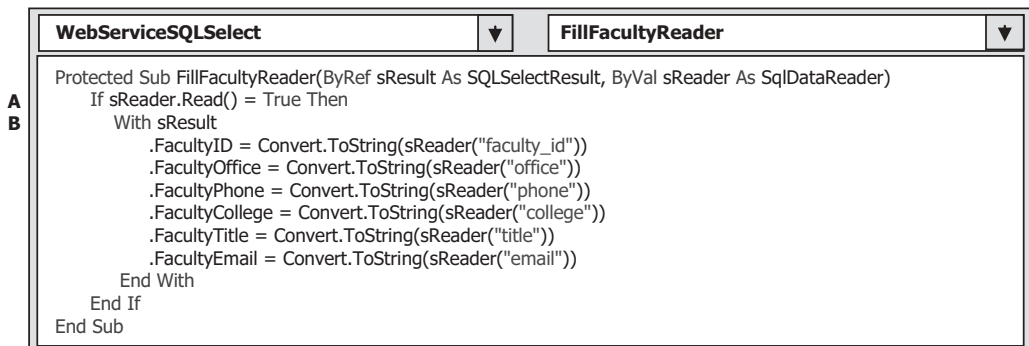 WebServiceSQLSelect FillFacultyReader
Protected Sub FillFacultyReader(ByRef sResult As SQLSelectResult, ByVal sReader As SqlDataReader)
A If sReader.Read() = True Then
B With sResult
.FacultyID = Convert.ToString(sReader("faculty_id"))
.FacultyOffice = Convert.ToString(sReader("office"))
.FacultyPhone = Convert.ToString(sReader("phone"))
.FacultyCollege = Convert.ToString(sReader("college"))
.FacultyTitle = Convert.ToString(sReader("title"))
.FacultyEmail = Convert.ToString(sReader("email"))
End With
End If
End Sub